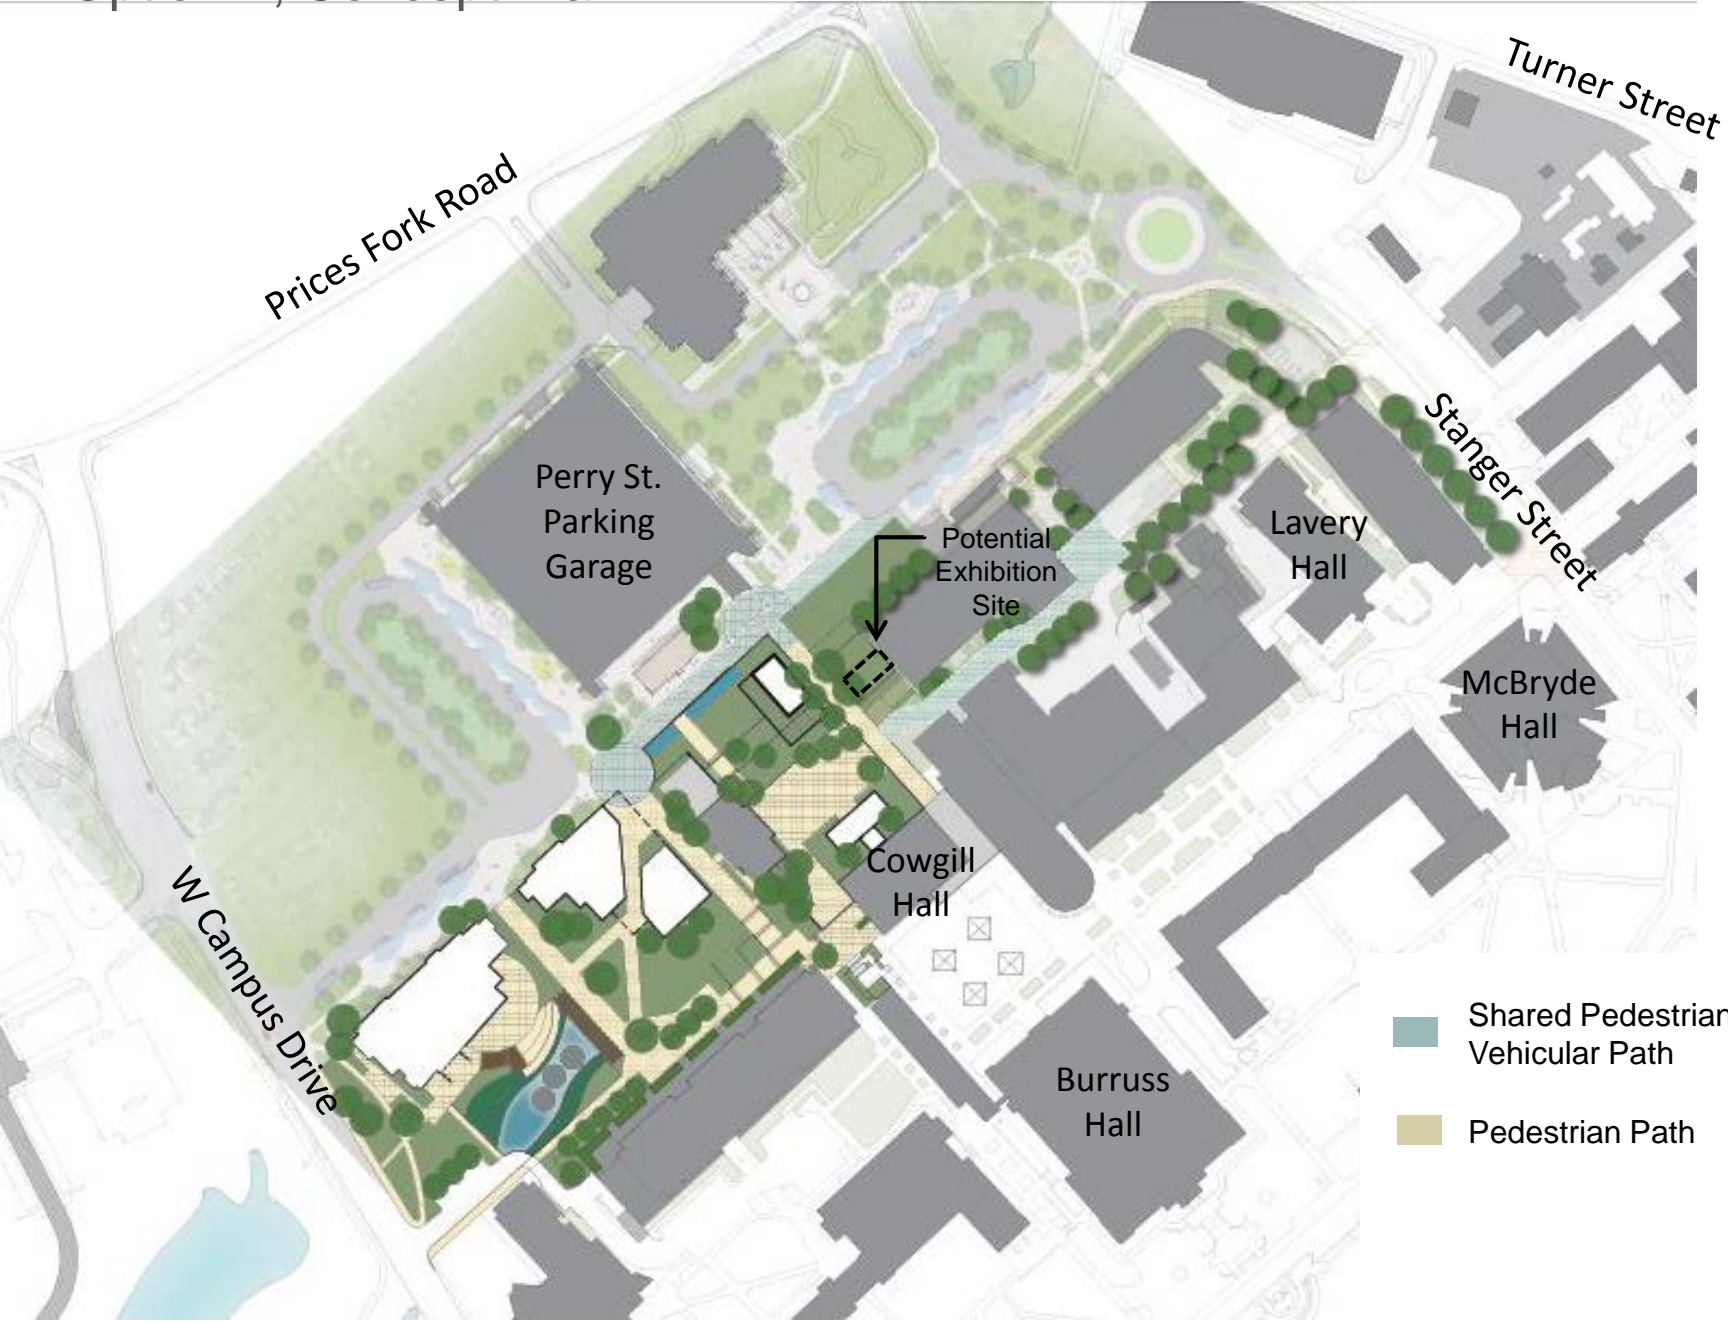 Turner Street
Prices Fork Road
Stanger Street
Perry St.
Parking
Garage
Potential
Exhibition
Site
Lavery
Hall
McBryde
Hall
Cowgill
Hall
W Campus Drive
Burruss
Hall
Shared Pedestrian
Vehicular Path
Pedestrian Path